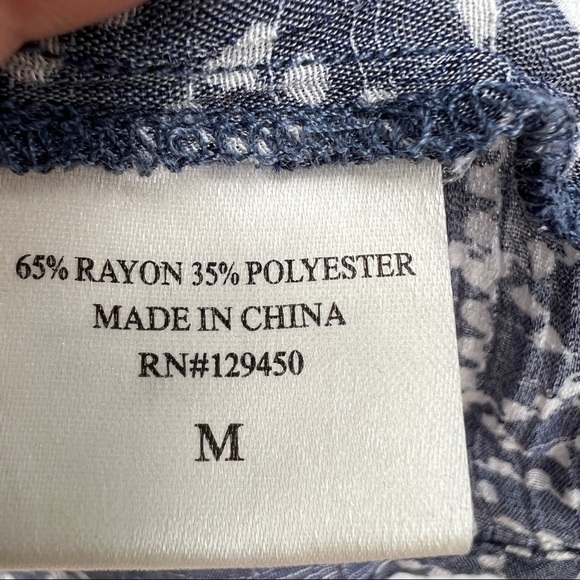 65% RAYON 35% POLYESTER
MADE IN CHINA
RN#129450
M